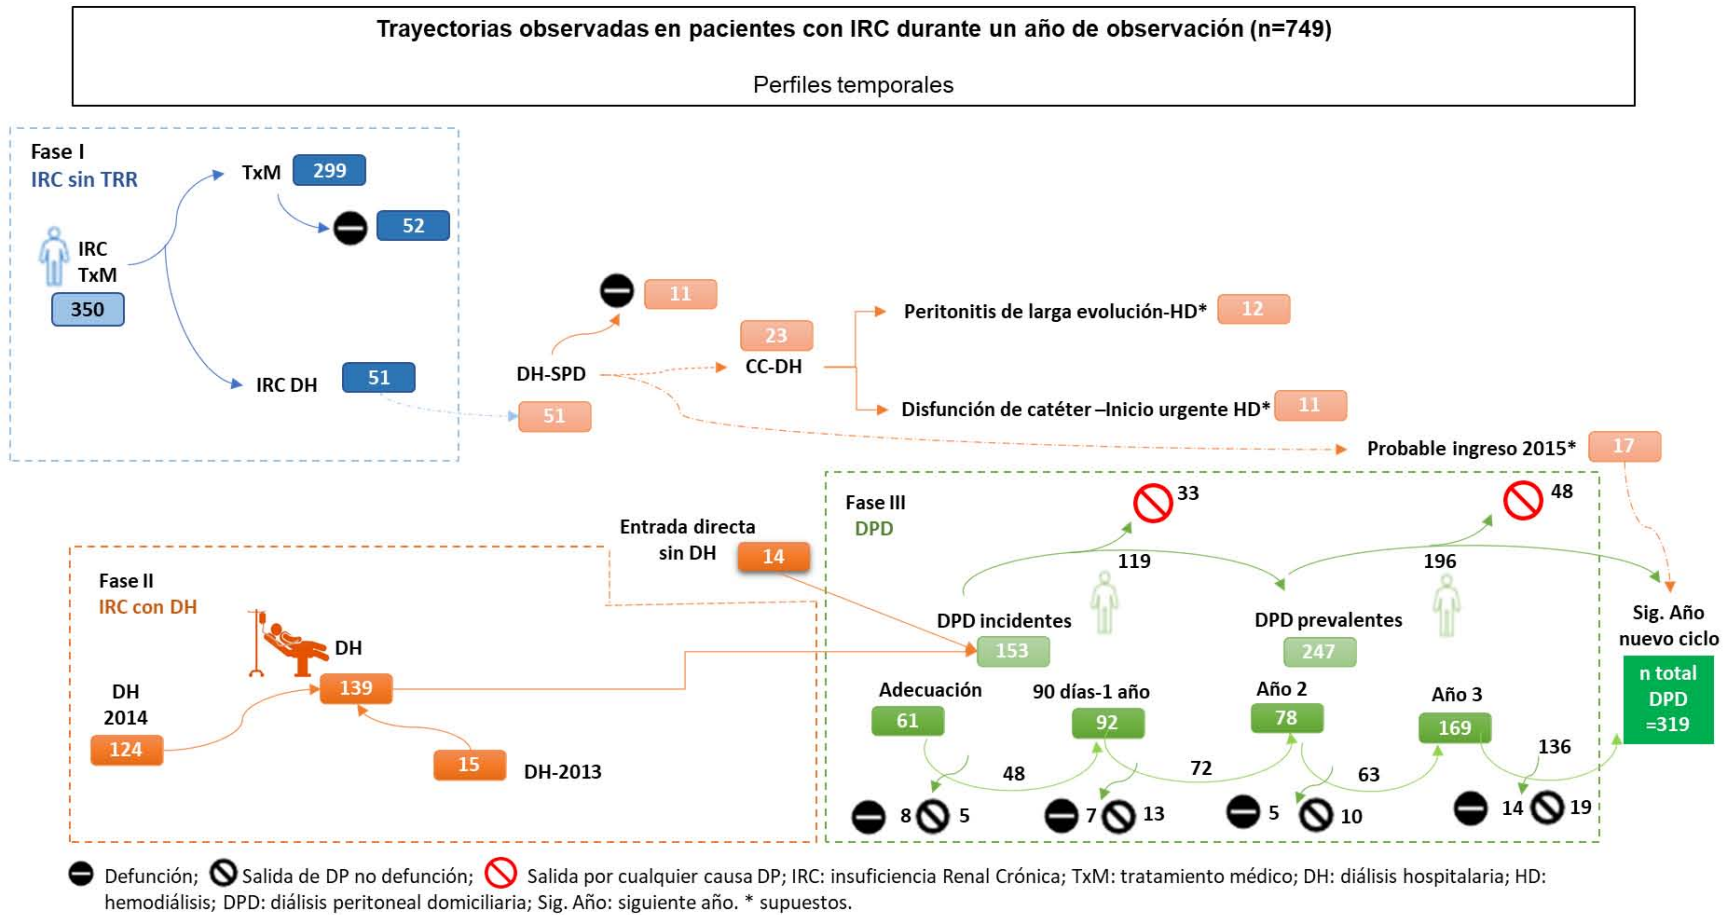 Trayectorias observadas en pacientes con IRC durante un año de observación (n=749)
Perfiles temporales
Fase I
IRC sin TRR
TxM
299
52
IRC
TxM
350
IRC DH
51
11
DH-SPD
51
23
CC-DH
Peritonitis de larga evolución-HD*
12
Disfunción de catéter –Inicio urgente HD*
11
Probable ingreso 2015*
17
Entrada directa
sin DH
14
Fase II
IRC con DH
DH
139
DH
2014
124
15
DH-2013
Fase III
DPD
33
48
119
196
DPD incidentes
153
DPD prevalentes
247
Sig. Año
nuevo ciclo
n total
DPD
=319
Adecuación
61
90 días-1 año
92
Año 2
78
Año 3
169
48
72
63
136
8
5
7
13
5
10
14
19
Defunción;
Salida de DP no defunción;
Salida por cualquier causa DP; IRC: insuficiencia Renal Crónica; TxM: tratamiento médico; DH: diálisis hospitalaria; HD:
hemodiálisis; DPD: diálisis peritoneal domiciliaria; Sig. Año: siguiente año. * supuestos.